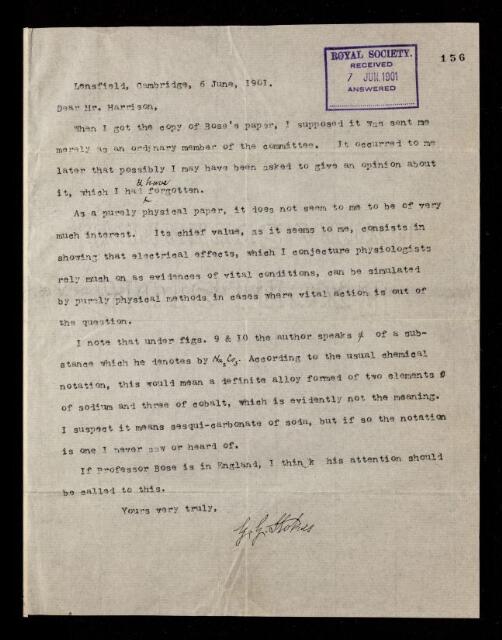 ROYAL SOCIETY.
RECEIVED
7 JUN.1901
ANSWERED
156
Lensfield, Cambridge, 6 June, 1901.
Dear Mr. Harrison,
When I got the copy of Bose's paper, I supposed it was sent me
merely as an ordinary member of the committee. It occurred to me
later that possibly I may have been asked to give an opinion about
have
it, which I had forgotten.
As a purely physical paper, it does not seem to me to be of very
much interest. Its chief value, as it seems to me, consists in
showing that electrical effects, which I conjecture physiologists
rely much on as evidences of vital conditions, can be simulated
by purely physical methods in cases where vital action is out of
the question.
I note that under figs. 9 & 10 the author speaks of a sub-
stance which he denotes by Na₂Co₃. According to the usual chemical
notation, this would mean a definite alloy formed of two elements
of sodium and three of cobalt, which is evidently not the meaning.
I suspect it means sesqui-carbonate of soda, but if so the notation
is one I never saw or heard of.
If Professor Bose is in England, I think his attention should
be called to this.
Yours very truly,
G. G. Stokes